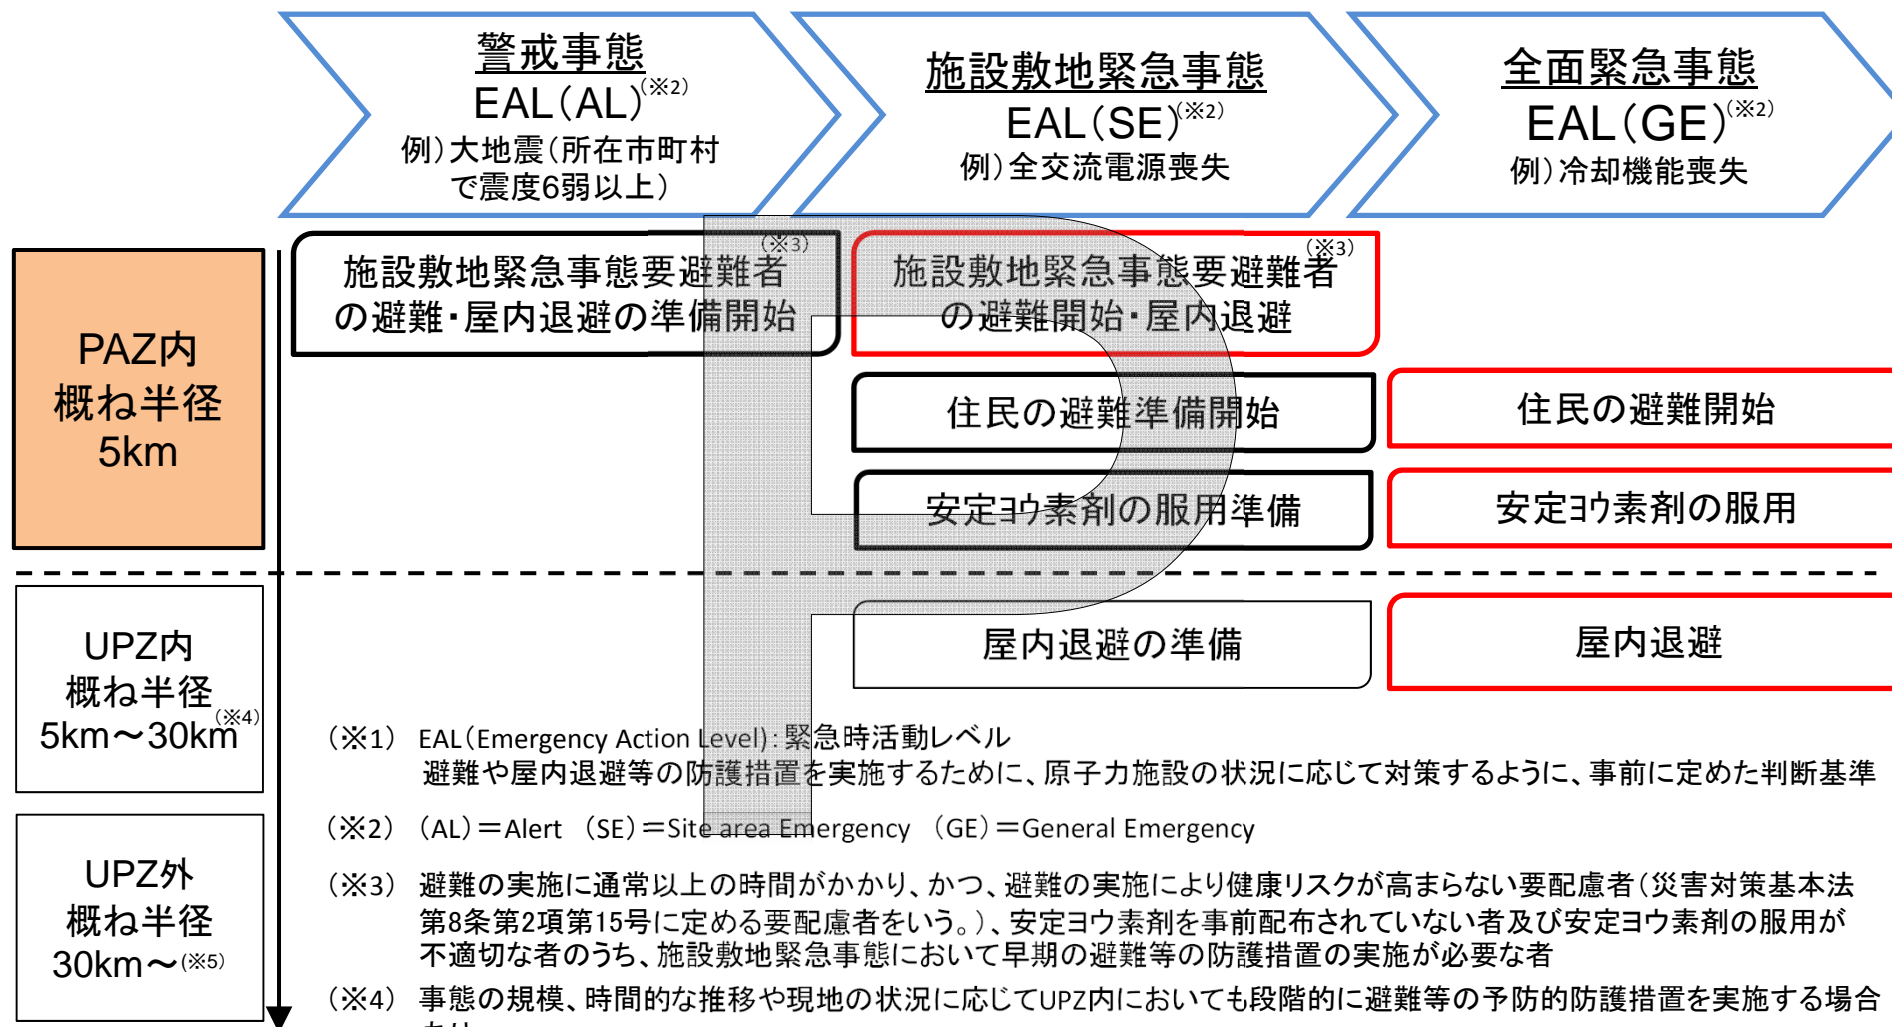 警戒事態
EAL(AL)(※2)
例)大地震(所在市町村
で震度6弱以上)
施設敷地緊急事態
EAL(SE)(※2)
例)全交流電源喪失
全面緊急事態
EAL(GE)(※2)
例)冷却機能喪失
PAZ内
概ね半径
5km
施設敷地緊急事態要避難者(※3)
の避難・屋内退避の準備開始
施設敷地緊急事態要避難者(※3)
の避難開始・屋内退避
住民の避難準備開始
住民の避難開始
安定ヨウ素剤の服用準備
安定ヨウ素剤の服用
UPZ内
概ね半径
5km～30km(※4)
屋内退避の準備
屋内退避
UPZ外
概ね半径
30km～(※5)
P
(※1) EAL(Emergency Action Level):緊急時活動レベル
避難や屋内退避等の防護措置を実施するために、原子力施設の状況に応じて対策するように、事前に定めた判断基準
(※2) (AL)＝Alert (SE)＝Site area Emergency (GE)＝General Emergency
(※3) 避難の実施に通常以上の時間がかかり、かつ、避難の実施により健康リスクが高まらない要配慮者(災害対策基本法
第8条第2項第15号に定める要配慮者をいう。)、安定ヨウ素剤を事前配布されていない者及び安定ヨウ素剤の服用が
不適切な者のうち、施設敷地緊急事態において早期の避難等の防護措置の実施が必要な者
(※4) 事態の規模、時間的な推移や現地の状況に応じてUPZ内においても段階的に避難等の予防的防護措置を実施する場合